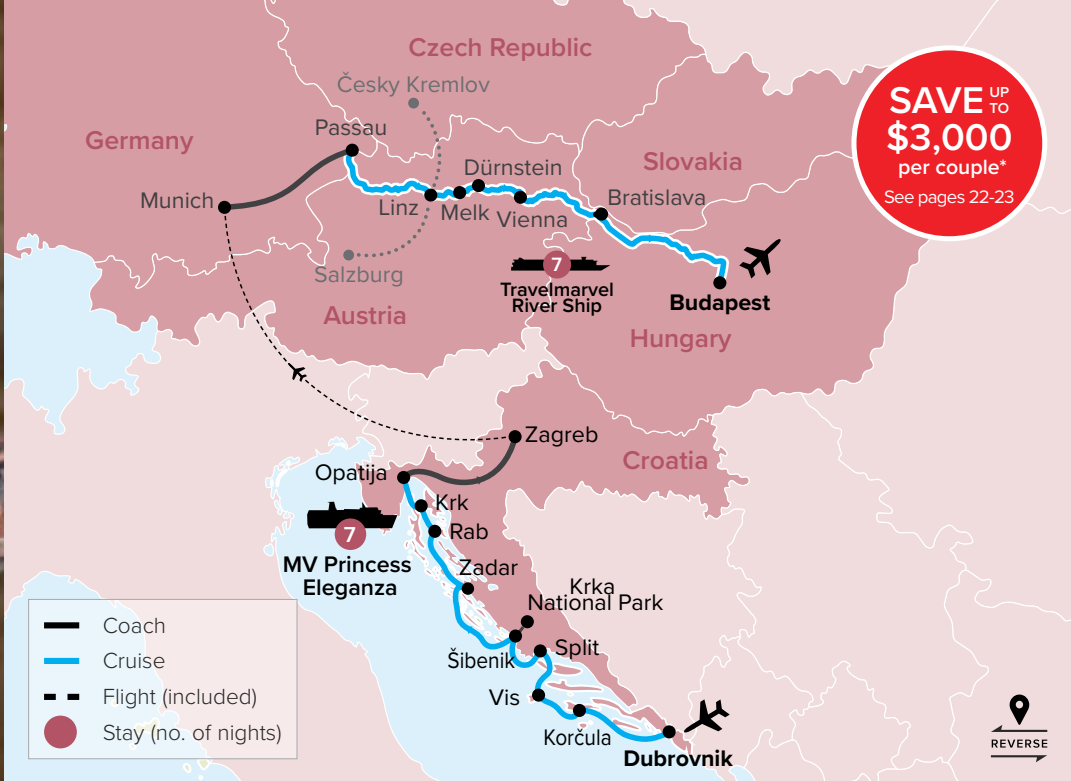 Czech Republic
Česky Kremlov
Passau
Germany
Slovakia
Dürnstein
Munich
Linz
Melk
Vienna
Bratislava
Salzburg
7
Travelmarvel
River Ship
Budapest
Austria
Hungary
SAVE UP TO
$3,000
per couple*
See pages 22-23
Zagreb
Croatia
Opatija
Krk
7
Rab
MV Princess
Eleganza
Zadar
Krka
National Park
Šibenik
Split
Vis
Korčula
Dubrovnik
Coach
Cruise
Flight (included)
Stay (no. of nights)
REVERSE